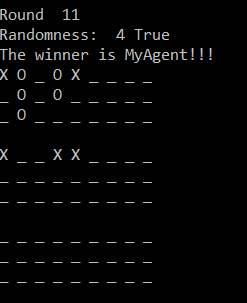 Round  11
Randomness:  4 True
The winner is MyAgent!!!
X O _ O X _ _ _ _
_ O _ O _ _ _ _ _
_ O _ _ _ _ _ _ _
X _ _ X X _ _ _ _
_ _ _ _ _ _ _ _ _
_ _ _ _ _ _ _ _ _
_ _ _ _ _ _ _ _ _
_ _ _ _ _ _ _ _ _
_ _ _ _ _ _ _ _ _